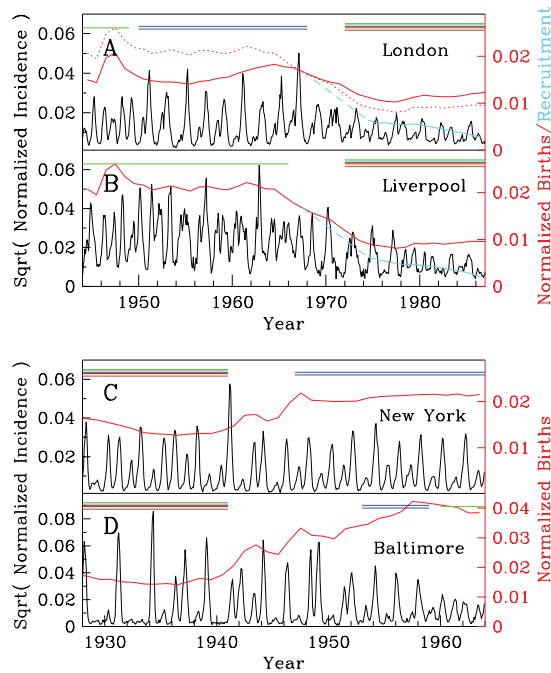 0.06
0.04
0.02
0
A
London
0.02
0.01
0
0.06
0.04
0.02
0
B
Liverpool
0.02
0.01
0
1950
1960
1970
1980
Year
Sqrt( Normalized Incidence )
Normalized Births/Recruitment
0.06
0.04
0.02
0
C
New York
0.02
0.01
0.08
0.06
0.04
0.02
0
D
Baltimore
0.04
0.03
0.02
0.01
0
1930
1940
1950
1960
Year
Sqrt( Normalized Incidence )
Normalized Births